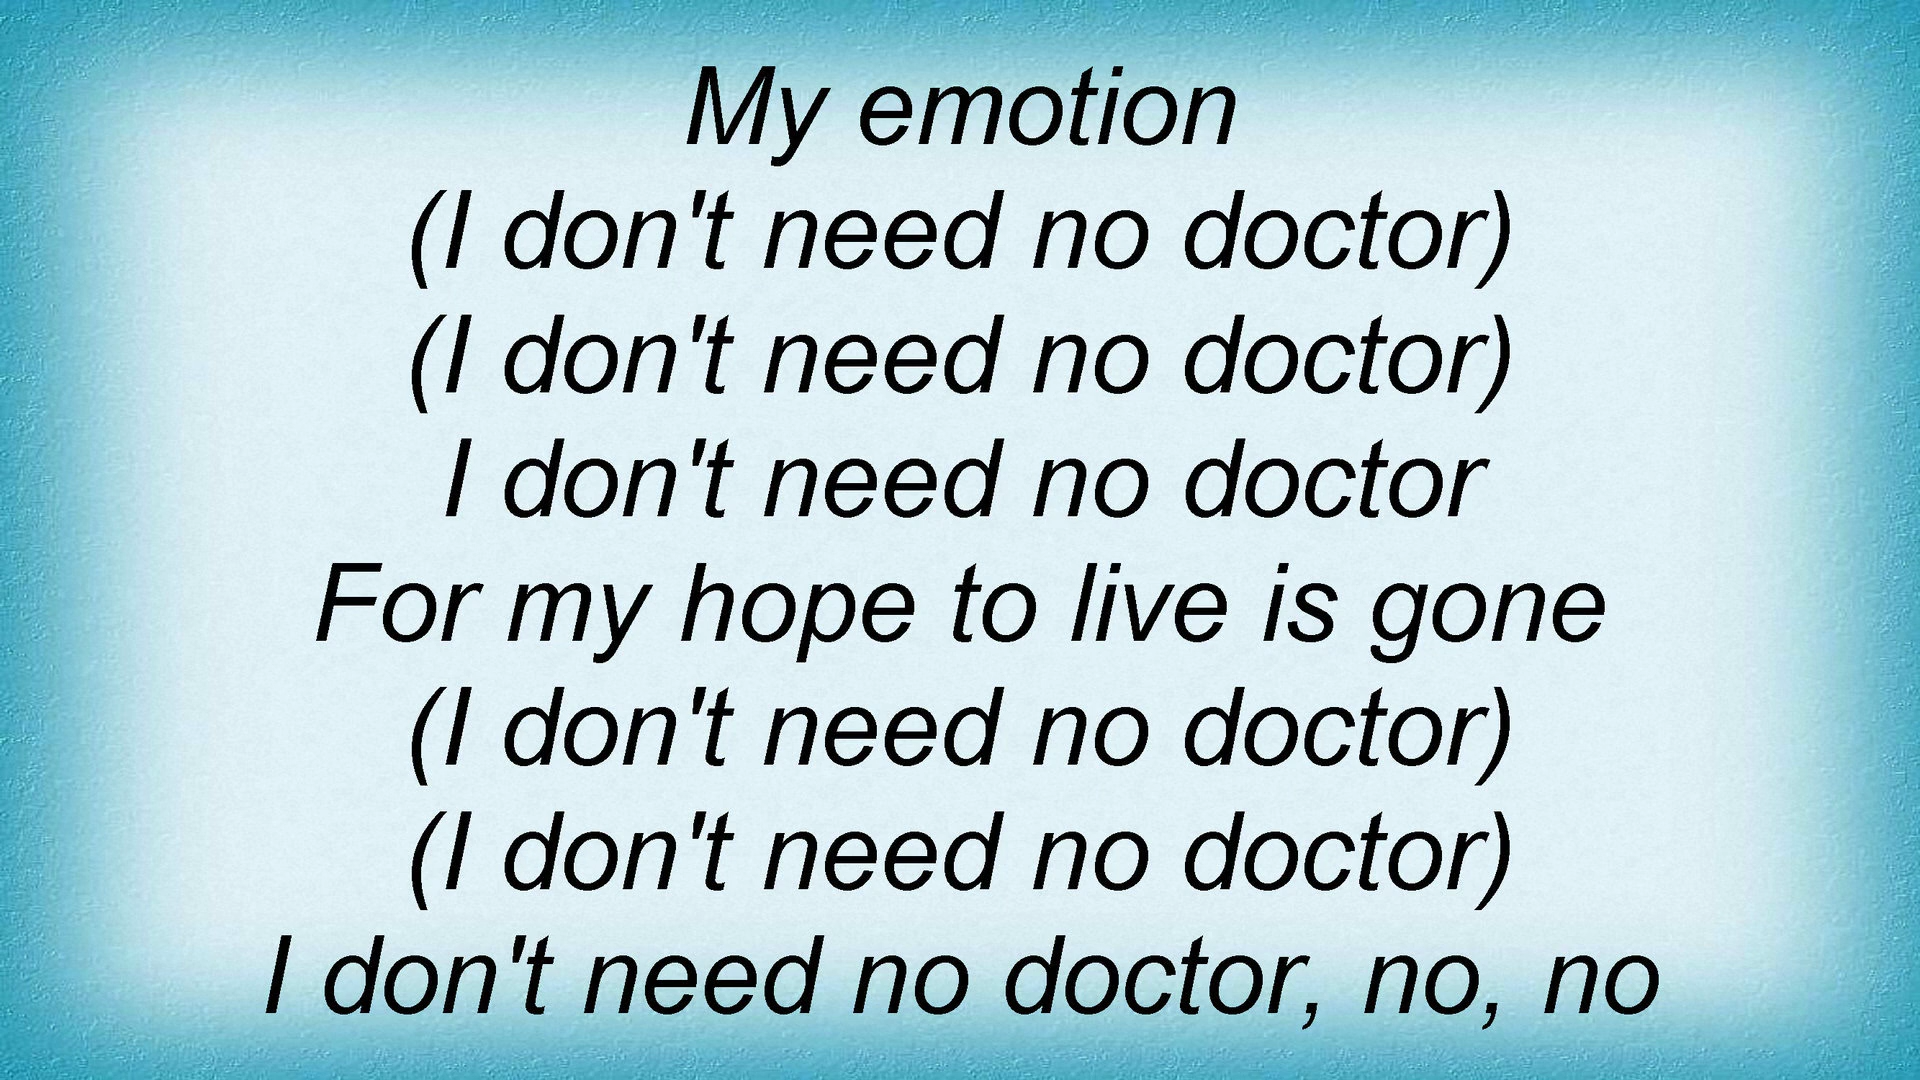 My emotion
(I don't need no doctor)
(I don't need no doctor)
I don't need no doctor
For my hope to live is gone
(I don't need no doctor)
(I don't need no doctor)
I don't need no doctor, no, no